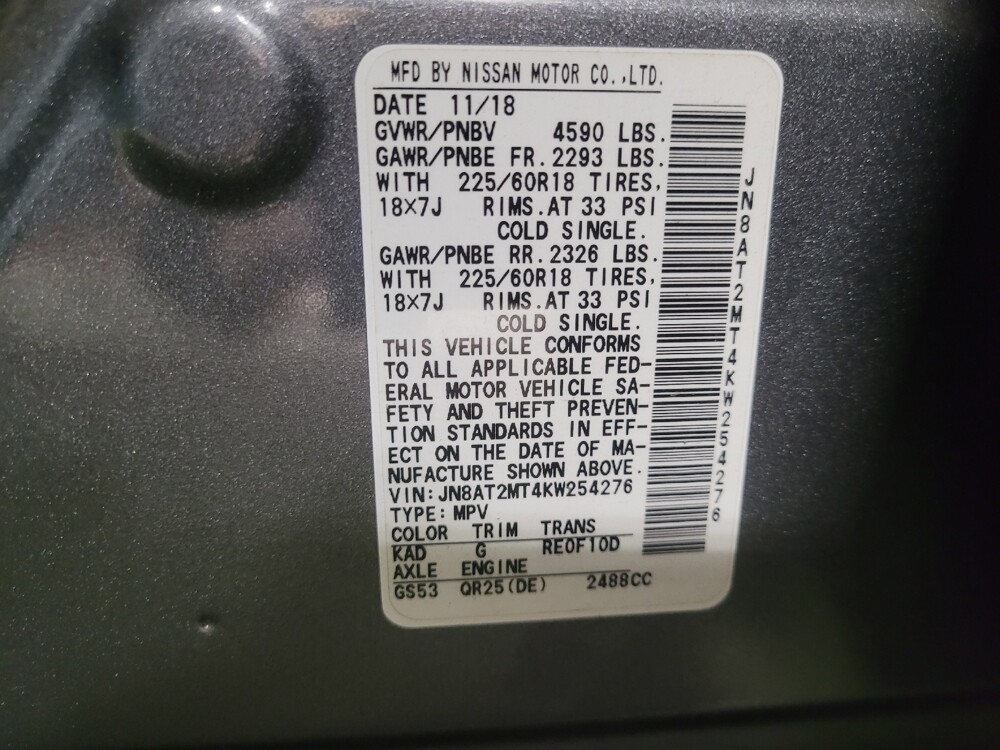 MFD BY NISSAN MOTOR CO.,LTD.
DATE 11/18
GVWR/PNBV 4590 LBS.
GAWR/PNBE FR.2293 LBS.
WITH 225/60R18 TIRES,
18×7J RIMS.AT 33 PSI
COLD SINGLE.
GAWR/PNBE RR.2326 LBS.
WITH 225/60R18 TIRES,
18×7J RIMS.AT 33 PSI
COLD SINGLE.
THIS VEHICLE CONFORMS
TO ALL APPLICABLE FED-
ERAL MOTOR VEHICLE SA-
FETY AND THEFT PREVEN-
TION STANDARDS IN EFF-
ECT ON THE DATE OF MA-
NUFACTURE SHOWN ABOVE.
VIN:JN8AT2MT4KW254276
TYPE:MPV
COLOR TRIM TRANS
KAD G RE0F10D
AXLE ENGINE
GS53 QR25(DE) 2488CC
JN8AT2MT4KW254276